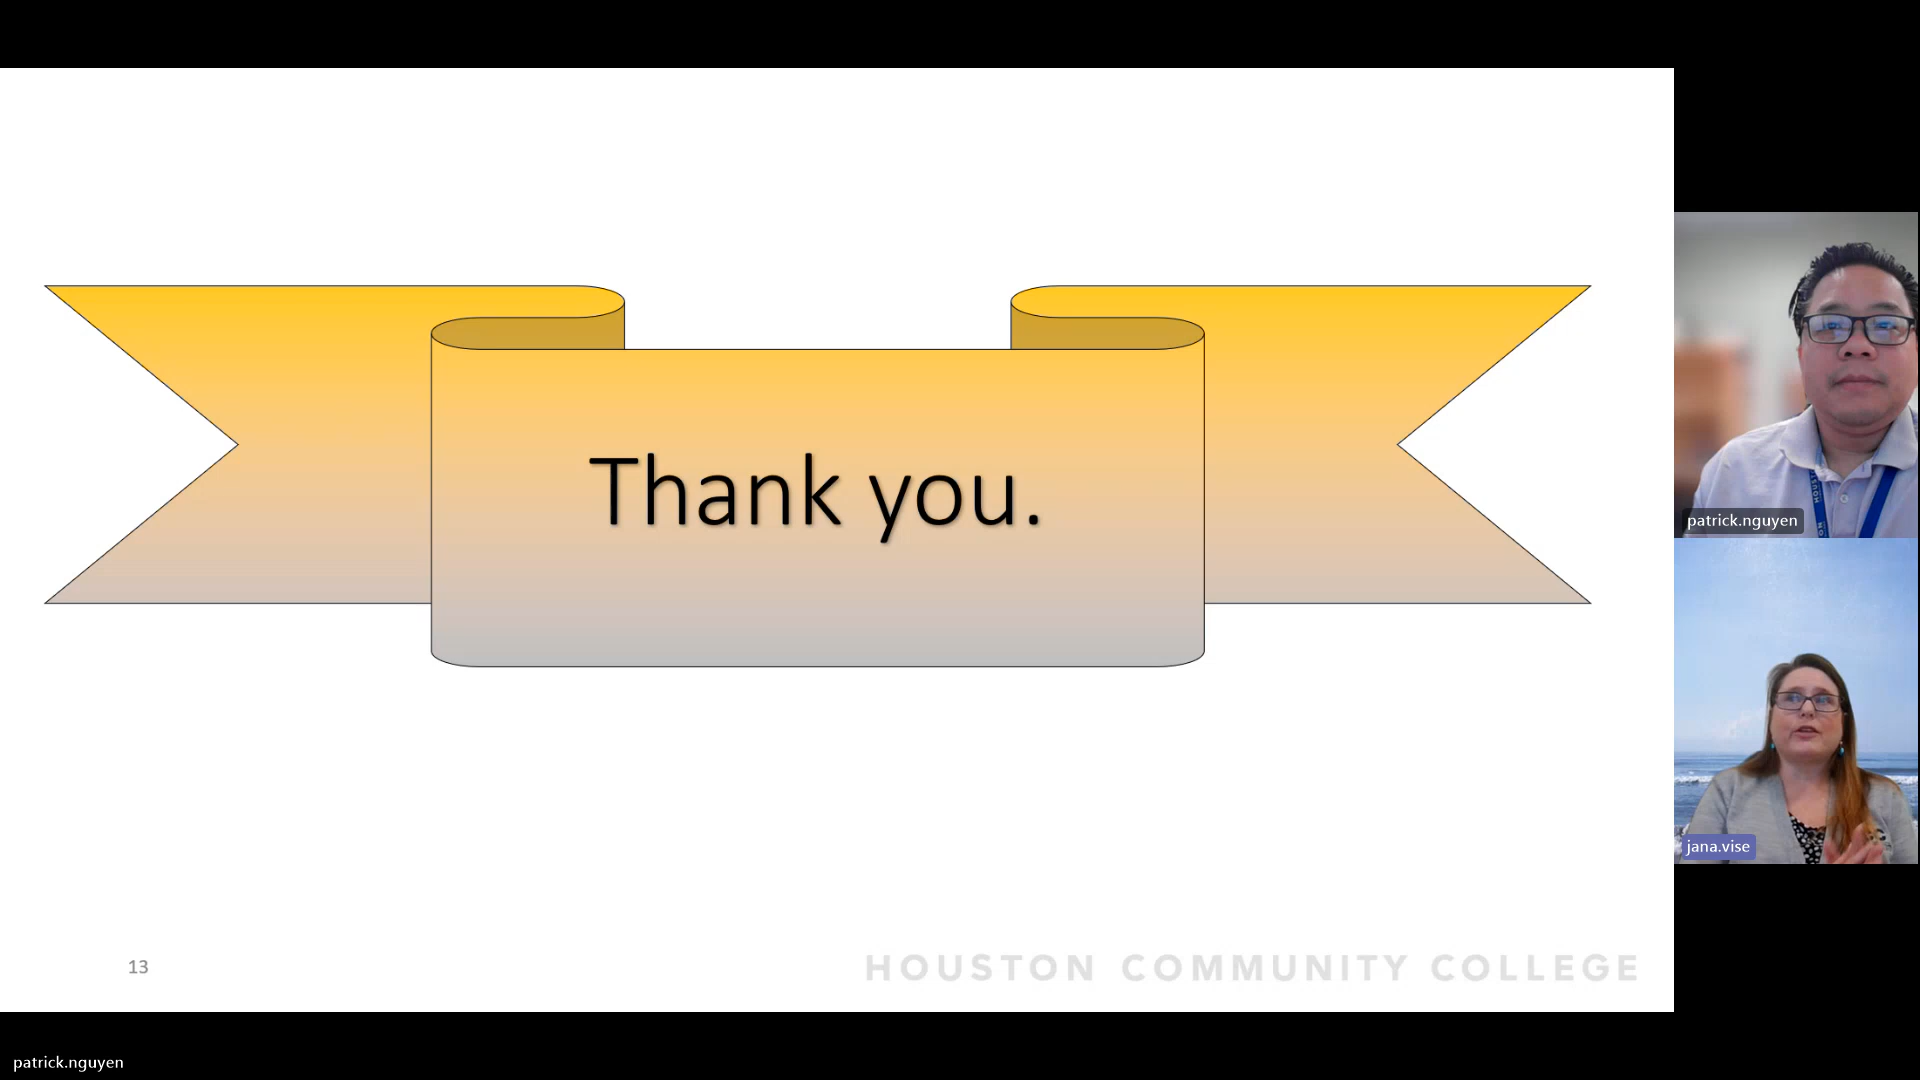 Thank you.
patrick.nguyen
jana.vise
13
HOUSTON COMMUNITY COLLEGE
patrick.nguyen